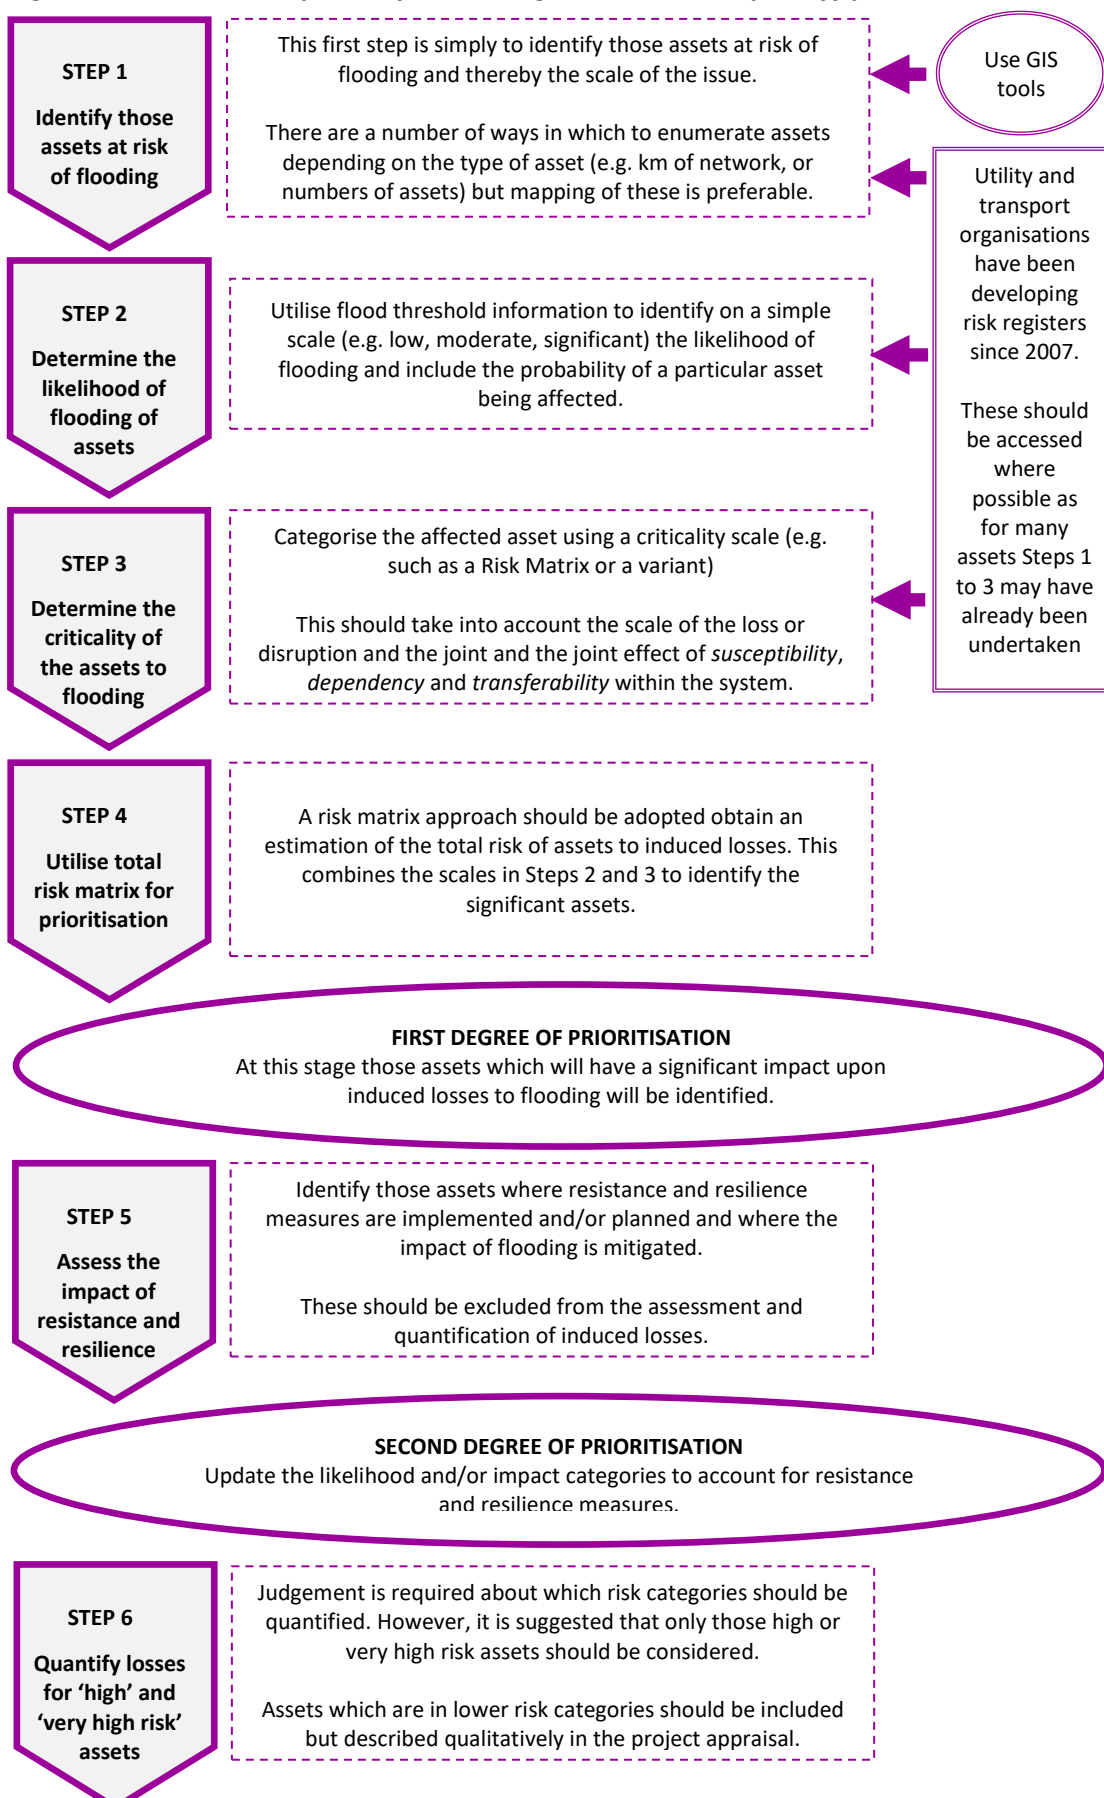 STEP 1
Identify those
assets at risk
of flooding
This first step is simply to identify those assets at risk of
flooding and thereby the scale of the issue.
There are a number of ways in which to enumerate assets
depending on the type of asset (e.g. km of network, or
numbers of assets) but mapping of these is preferable.
Use GIS
tools
Utility and
transport
organisations
have been
developing
risk registers
since 2007.
These should
be accessed
where
possible as
for many
assets Steps 1
to 3 may have
already been
undertaken
STEP 2
Determine the
likelihood of
flooding of
assets
Utilise flood threshold information to identify on a simple
scale (e.g. low, moderate, significant) the likelihood of
flooding and include the probability of a particular asset
being affected.
STEP 3
Determine the
criticality of
the assets to
flooding
Categorise the affected asset using a criticality scale (e.g.
such as a Risk Matrix or a variant)
This should take into account the scale of the loss or
disruption and the joint and the joint effect of susceptibility,
dependency and transferability within the system.
STEP 4
Utilise total
risk matrix for
prioritisation
A risk matrix approach should be adopted obtain an
estimation of the total risk of assets to induced losses. This
combines the scales in Steps 2 and 3 to identify the
significant assets.
FIRST DEGREE OF PRIORITISATION
At this stage those assets which will have a significant impact upon
induced losses to flooding will be identified.
STEP 5
Assess the
impact of
resistance and
resilience
Identify those assets where resistance and resilience
measures are implemented and/or planned and where the
impact of flooding is mitigated.
These should be excluded from the assessment and
quantification of induced losses.
SECOND DEGREE OF PRIORITISATION
Update the likelihood and/or impact categories to account for resistance
and resilience measures.
STEP 6
Quantify losses
for ‘high’ and
‘very high risk’
assets
Judgement is required about which risk categories should be
quantified. However, it is suggested that only those high or
very high risk assets should be considered.
Assets which are in lower risk categories should be included
but described qualitatively in the project appraisal.